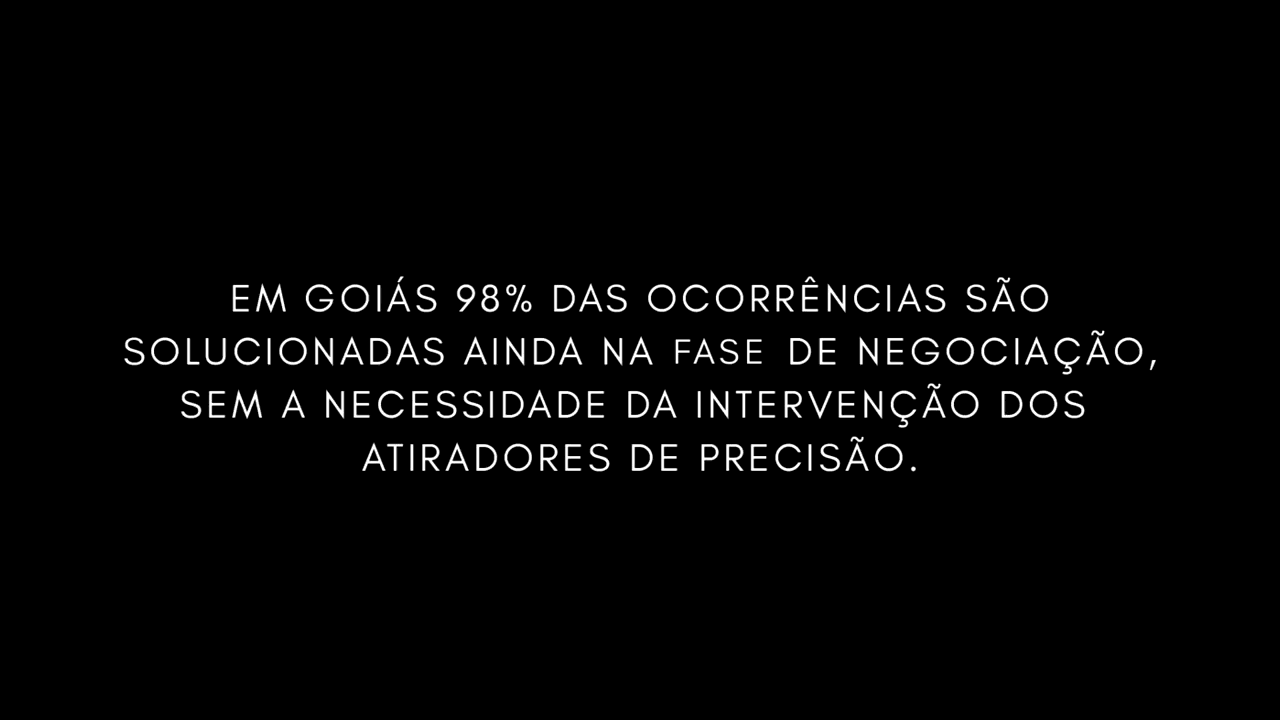 EM GOIÁS 98% DAS OCORRÊNCIAS SÃO
SOLUCIONADAS AINDA NA FASE DE NEGOCIAÇÃO,
SEM A NECESSIDADE DA INTERVENÇÃO DOS
ATIRADORES DE PRECISÃO.